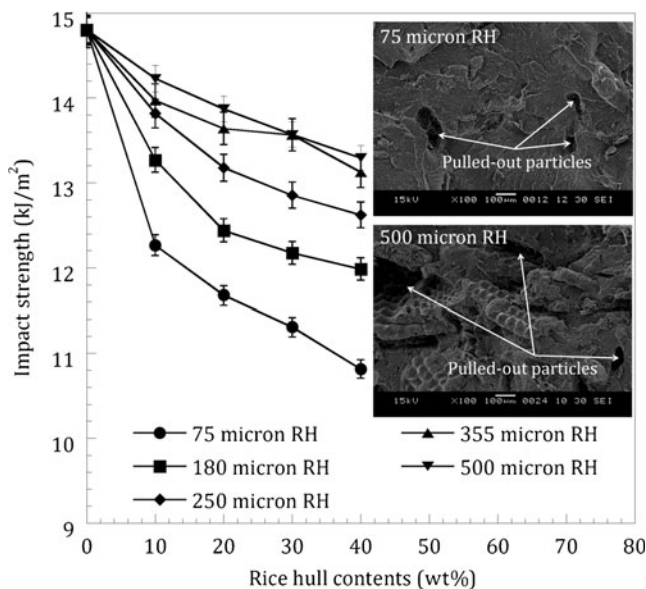 15
14
13
12
11
10
9
Impact strength (kJ/m²)
0 10 20 30 40 50 60 70 80
Rice hull contents (wt%)
75 micron RH
Pulled-out particles
15kV ×100 100μm 0012 12 30 SEI
500 micron RH
Pulled-out particles
15kV ×100 100μm 0024 10 30 SEI
75 micron RH
180 micron RH
250 micron RH
355 micron RH
500 micron RH